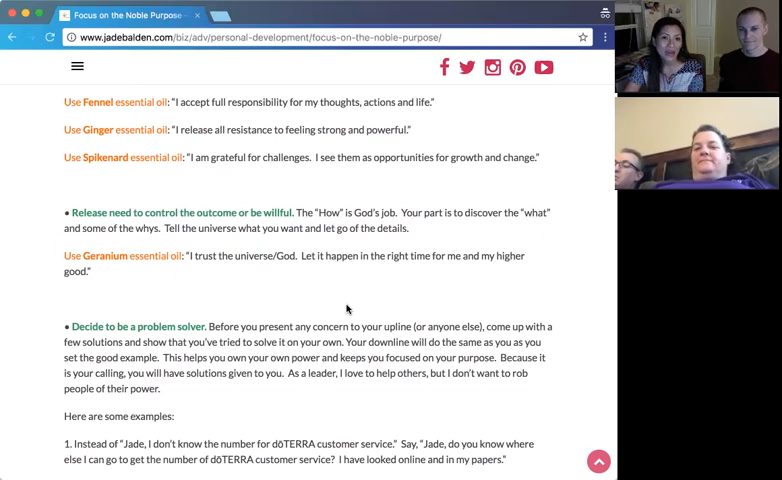 Focus on the Noble Purpose
www.jadebalden.com/biz/adv/personal-development/focus-on-the-noble-purpose/
Use Fennel essential oil: “I accept full responsibility for my thoughts, actions and life.”
Use Ginger essential oil: “I release all resistance to feeling strong and powerful.”
Use Spikenard essential oil: “I am grateful for challenges. I see them as opportunities for growth and change.”
• Release need to control the outcome or be willful. The “How” is God’s job. Your part is to discover the “what”
and some of the whys. Tell the universe what you want and let go of the details.
Use Geranium essential oil: “I trust the universe/God. Let it happen in the right time for me and my higher
good.”
• Decide to be a problem solver. Before you present any concern to your upline (or anyone else), come up with a
few solutions and show that you’ve tried to solve it on your own. Your downline will do the same as you as you
set the good example. This helps you own your own power and keeps you focused on your purpose. Because it
is your calling, you will have solutions given to you. As a leader, I love to help others, but I don’t want to rob
people of their power.
Here are some examples:
1. Instead of “Jade, I don’t know the number for dōTERRA customer service.” Say, “Jade, do you know where
else I can go to get the number of dōTERRA customer service? I have looked online and in my papers.”